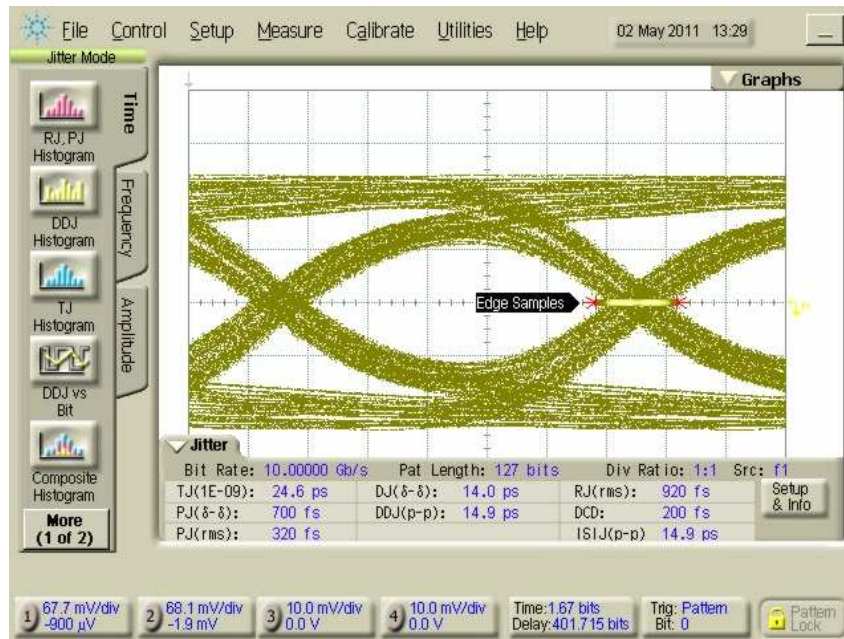 File Control Setup Measure Calibrate Utilities Help 02 May 2011 13:29
Jitter Mode
Graphs
Time
Frequency
Amplitude
RJ, PJ
Histogram
DDJ
Histogram
TJ
Histogram
DDJ vs
Bit
Composite
Histogram
More
(1 of 2)
Edge Samples
Jitter
Bit Rate: 10.00000 Gb/s Pat Length: 127 bits Div Ratio: 1:1 Src: f1
TJ(1E-09): 24.6 ps DJ(δ-δ): 14.0 ps RJ(rms): 920 fs
PJ(δ-δ): 700 fs DDJ(p-p): 14.9 ps DCD: 200 fs
PJ(rms): 320 fs ISIJ(p-p) 14.9 ps
Setup
& Info
1 67.7 mV/div
-900 μV
2 68.1 mV/div
-1.9 mV
3 10.0 mV/div
0.0 V
4 10.0 mV/div
0.0 V
Time:1.67 bits
Delay:401.715 bits
Trig: Pattern
Bit: 0
Pattern
Lock